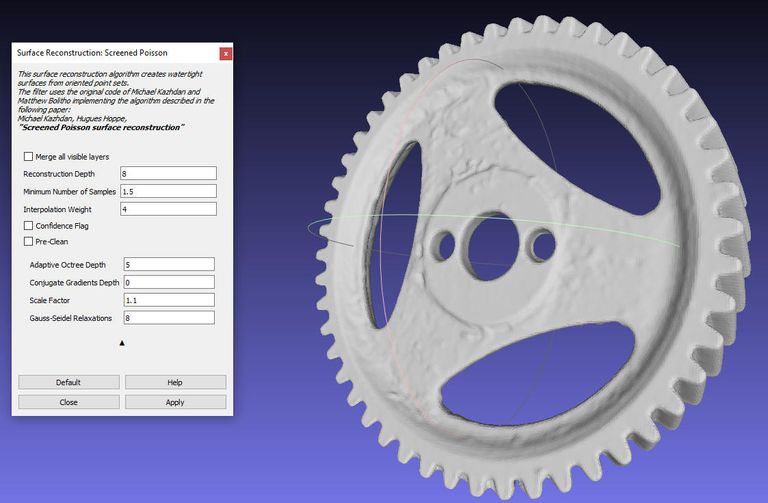 Surface Reconstruction: Screened Poisson
x
This surface reconstruction algorithm creates watertight
surfaces from oriented point sets.
The filter uses the original code of Michael Kazhdan and
Matthew Bolitho implementing the algorithm described in the
following paper:
Michael Kazhdan, Hugues Hoppe,
"Screened Poisson surface reconstruction"
Merge all visible layers
Reconstruction Depth 8
Minimum Number of Samples 1.5
Interpolation Weight 4
Confidence Flag
Pre-Clean
Adaptive Octree Depth 5
Conjugate Gradients Depth 0
Scale Factor 1.1
Gauss-Seidel Relaxations 8
Default Help
Close Apply